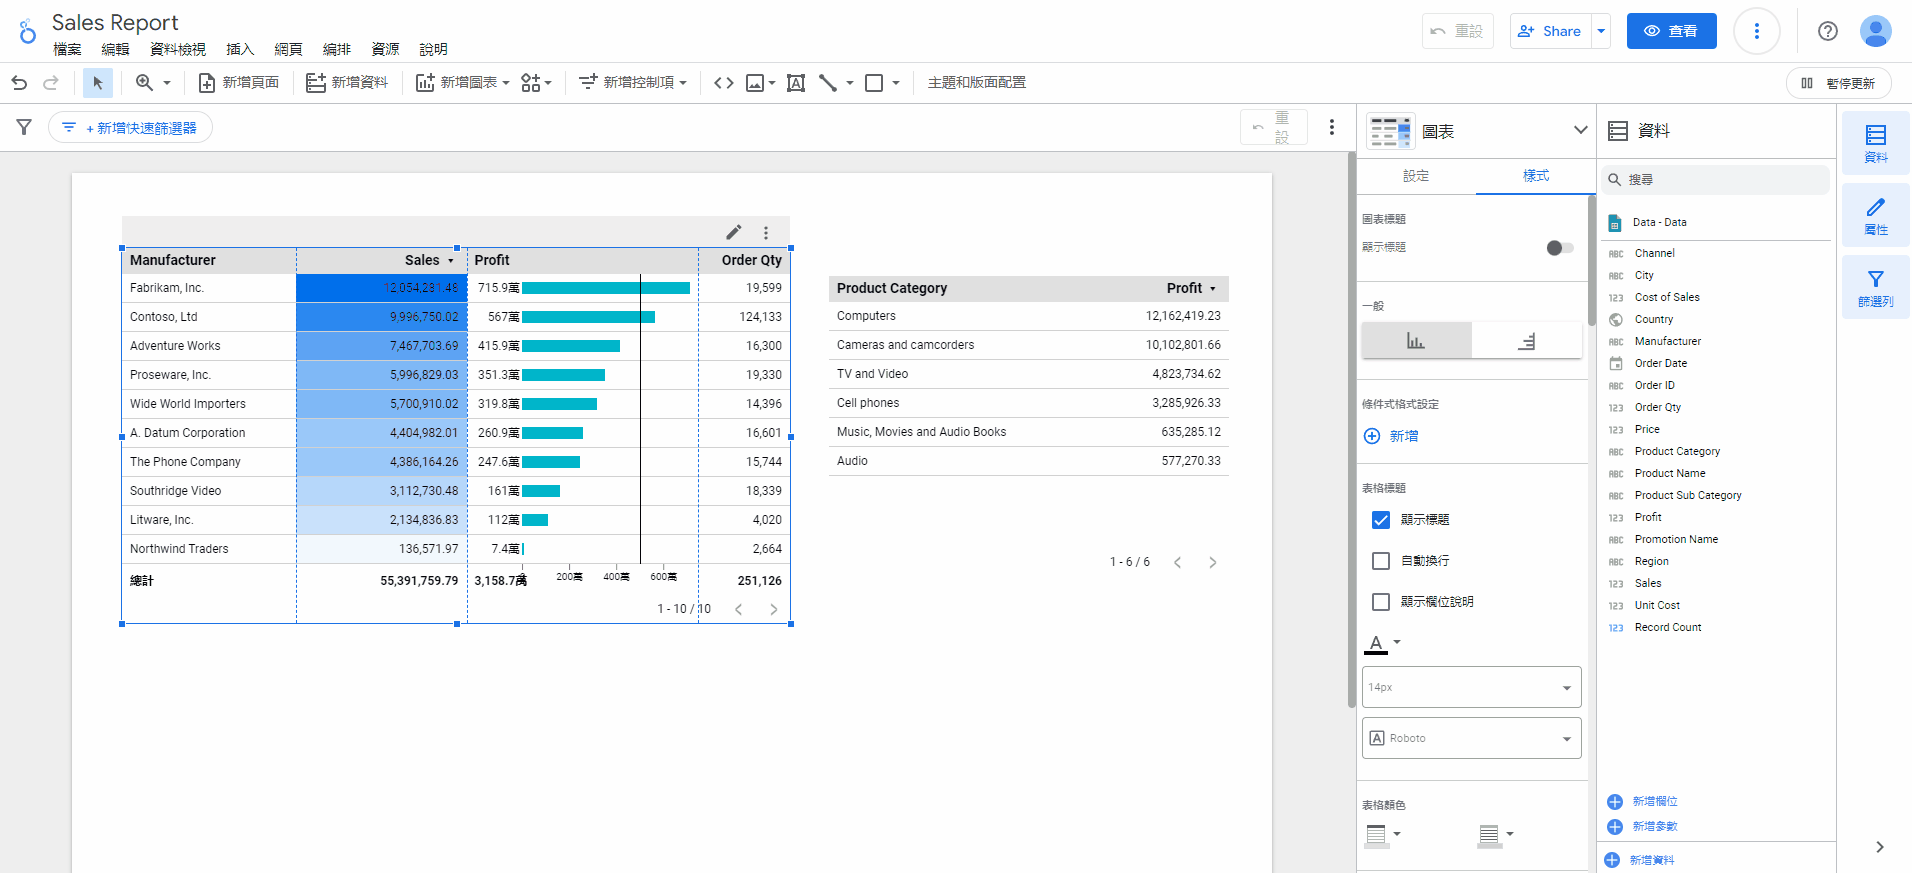 Sales Report
檔案 編輯 資料檢視 插入 網頁 編排 資源 說明
重設 Share 查看
新增頁面 新增資料 新增圖表 新增控制項 主題和版面配置 暫停更新
+ 新增快速篩選器 重設
圖表
資料
設定 樣式
搜尋
圖表標題
顯示標題
一般
條件式格式設定
新增
表格標題
顯示標題
自動換行
顯示欄位說明
A
14px
Roboto
表格顏色
Manufacturer Sales Profit Order Qty
Fabrikam, Inc. 12,054,281.48 715.9萬 19,599
Contoso, Ltd 9,996,750.02 567萬 124,133
Adventure Works 7,467,703.69 415.9萬 16,300
Proseware, Inc. 5,996,829.03 351.3萬 19,330
Wide World Importers 5,700,910.02 319.8萬 14,396
A. Datum Corporation 4,404,982.01 260.9萬 16,601
The Phone Company 4,386,164.26 247.6萬 15,744
Southridge Video 3,112,730.48 161萬 18,339
Litware, Inc. 2,134,836.83 112萬 4,020
Northwind Traders 136,571.97 7.4萬 2,664
總計 55,391,759.79 3,158.7萬 251,126
200萬 400萬 600萬
1 - 10 / 10
Product Category Profit
Computers 12,162,419.23
Cameras and camcorders 10,102,801.66
TV and Video 4,823,734.62
Cell phones 3,285,926.33
Music, Movies and Audio Books 635,285.12
Audio 577,270.33
1 - 6 / 6
Data - Data
ABC Channel
ABC City
123 Cost of Sales
Country
ABC Manufacturer
Order Date
ABC Order ID
123 Order Qty
123 Price
ABC Product Category
ABC Product Name
ABC Product Sub Category
123 Profit
ABC Promotion Name
ABC Region
123 Sales
123 Unit Cost
123 Record Count
新增欄位
新增參數
新增資料
資料
屬性
篩選列